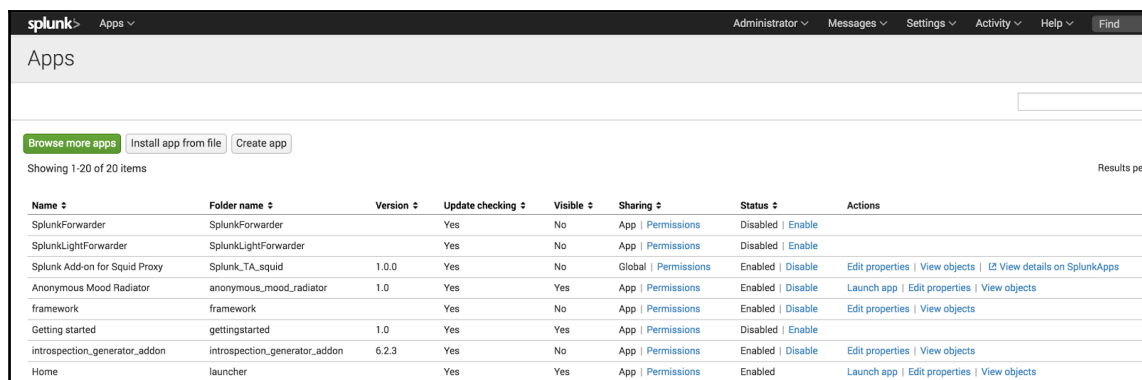 splunk> Apps Administrator Messages Settings Activity Help Find
Apps
Browse more apps Install app from file Create app
Showing 1-20 of 20 items Results pe
Name Folder name Version Update checking Visible Sharing Status Actions
SplunkForwarder SplunkForwarder Yes No App | Permissions Disabled | Enable
SplunkLightForwarder SplunkLightForwarder Yes No App | Permissions Disabled | Enable
Splunk Add-on for Squid Proxy Splunk_TA_squid 1.0.0 Yes No Global | Permissions Enabled | Disable Edit properties | View objects | View details on SplunkApps
Anonymous Mood Radiator anonymous_mood_radiator 1.0 Yes Yes App | Permissions Enabled | Disable Launch app | Edit properties | View objects
framework framework Yes No App | Permissions Enabled | Disable Edit properties | View objects
Getting started gettingstarted 1.0 Yes Yes App | Permissions Disabled | Enable
introspection_generator_addon introspection_generator_addon 6.2.3 Yes No App | Permissions Enabled | Disable Edit properties | View objects
Home launcher Yes Yes App | Permissions Enabled Launch app | Edit properties | View objects